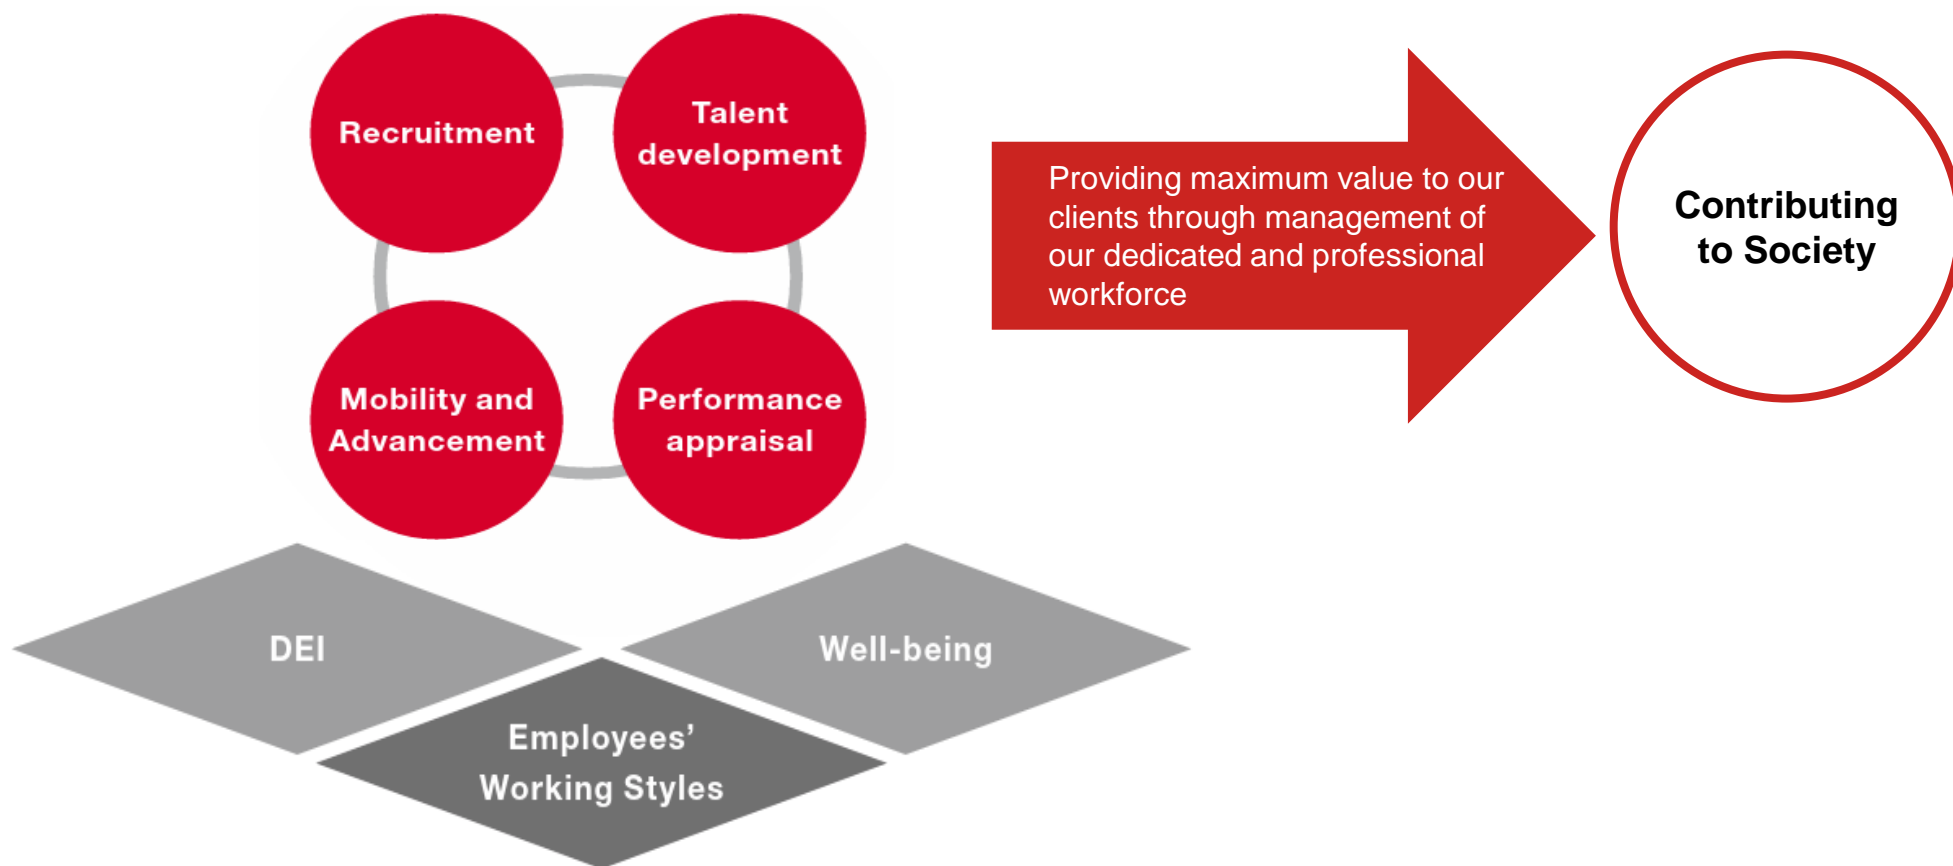 Recruitment
Talent
development
Mobility and
Advancement
Performance
appraisal
Providing maximum value to our
clients through management of
our dedicated and professional
workforce
Contributing
to Society
DEI
Well-being
Employees’
Working Styles